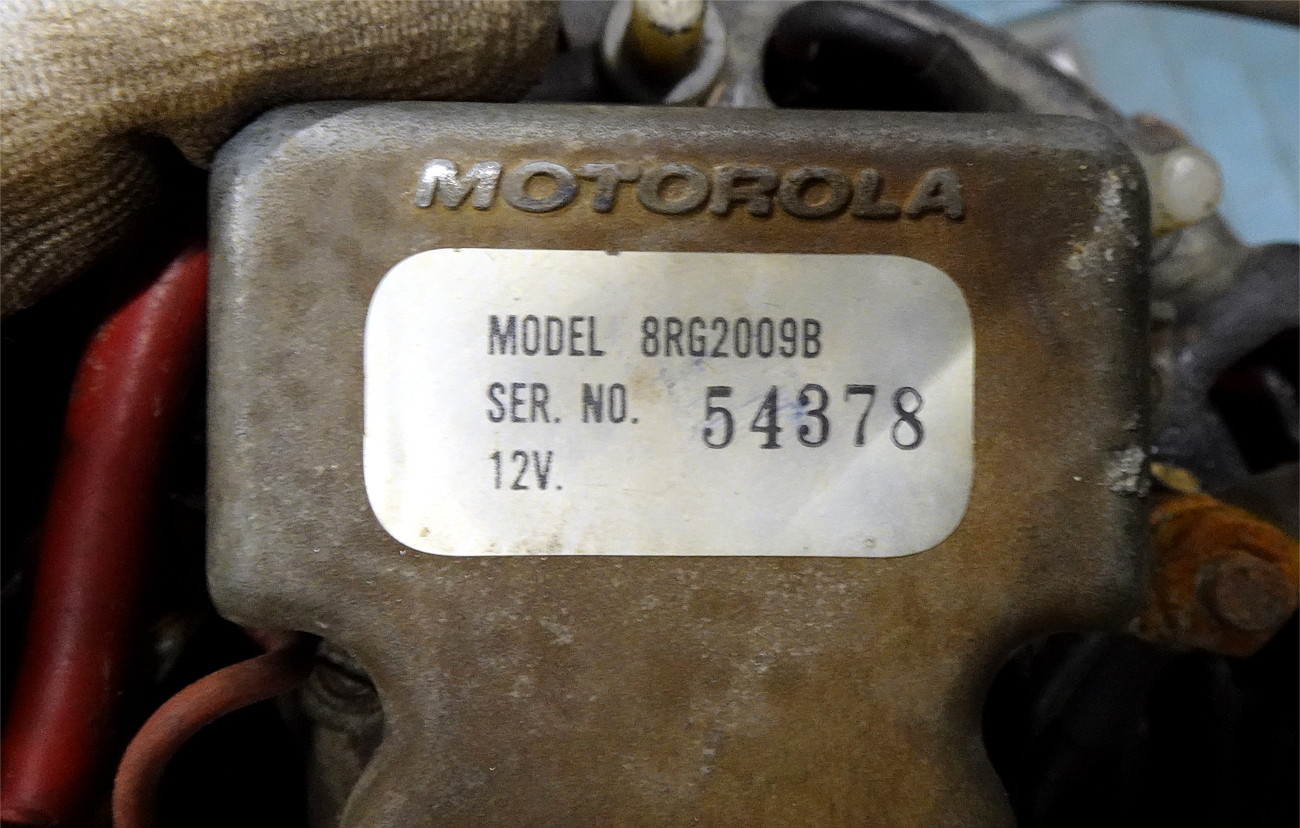 MOTOROLA
MODEL 8RG2009B
SER. NO. 54378
12V.